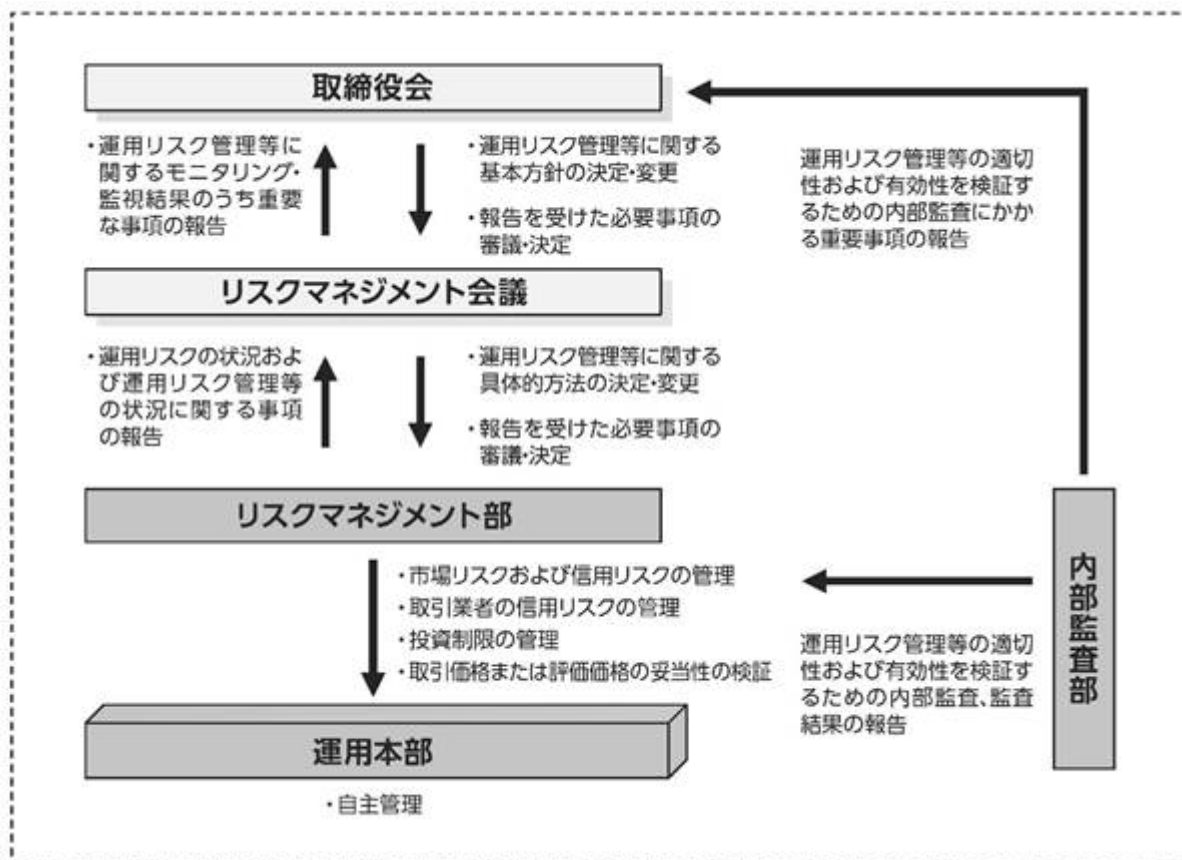 取締役会
・運用リスク管理等に
関するモニタリング・
監視結果のうち重要
な事項の報告
・運用リスク管理等に関する
基本方針の決定・変更
・報告を受けた必要事項の
審議・決定
運用リスク管理等の適切
性および有効性を検証す
るための内部監査にかか
る重要事項の報告
リスクマネジメント会議
・運用リスクの状況およ
び運用リスク管理等
の状況に関する事項
の報告
・運用リスク管理等に関する
具体的方法の決定・変更
・報告を受けた必要事項の
審議・決定
リスクマネジメント部
・市場リスクおよび信用リスクの管理
・取引業者の信用リスクの管理
・投資制限の管理
・取引価格または評価価格の妥当性の検証
運用リスク管理等の適切
性および有効性を検証す
るための内部監査、監査
結果の報告
内部監査部
運用本部
・自主管理